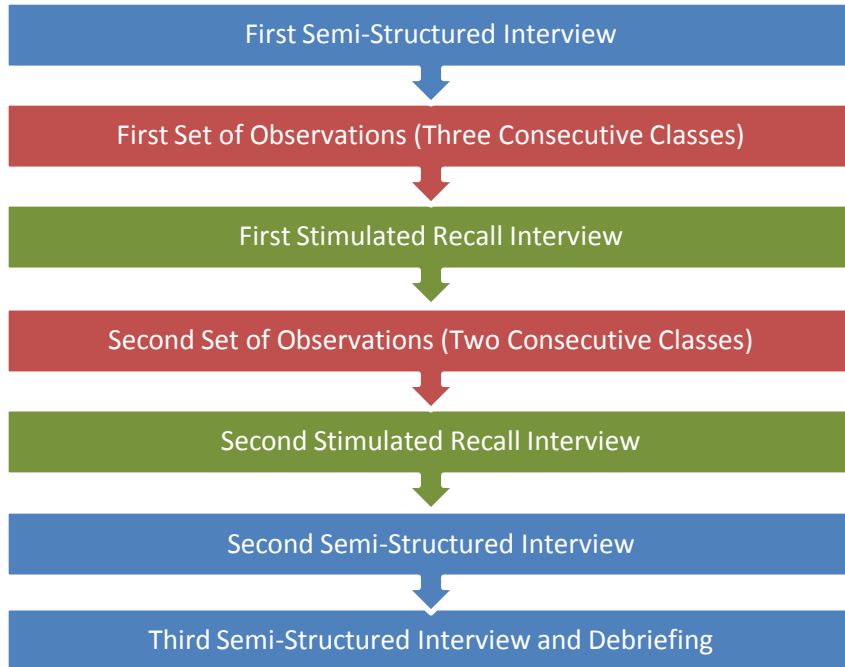 First Semi-Structured Interview
First Set of Observations (Three Consecutive Classes)
First Stimulated Recall Interview
Second Set of Observations (Two Consecutive Classes)
Second Stimulated Recall Interview
Second Semi-Structured Interview
Third Semi-Structured Interview and Debriefing